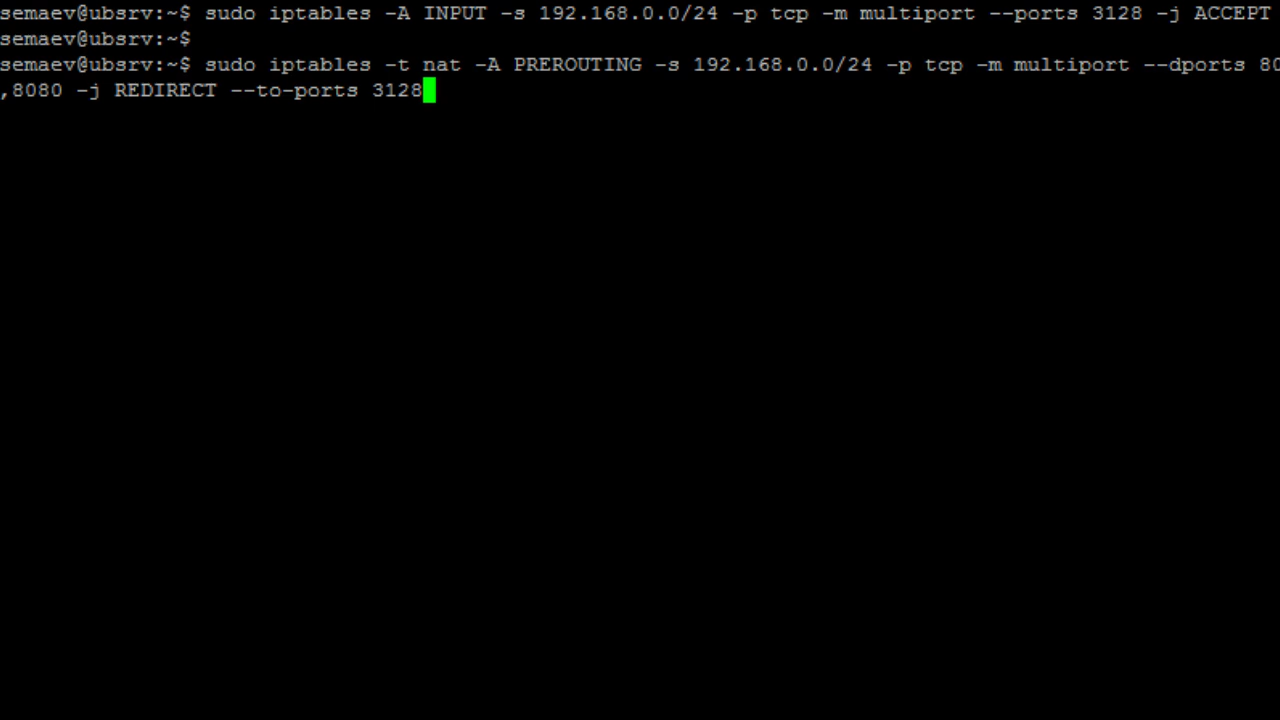 semaev@ubsrv:~$ sudo iptables -A INPUT -s 192.168.0.0/24 -p tcp -m multiport --ports 3128 -j ACCEPT
semaev@ubsrv:~$
semaev@ubsrv:~$ sudo iptables -t nat -A PREROUTING -s 192.168.0.0/24 -p tcp -m multiport --dports 80
,8080 -j REDIRECT --to-ports 3128